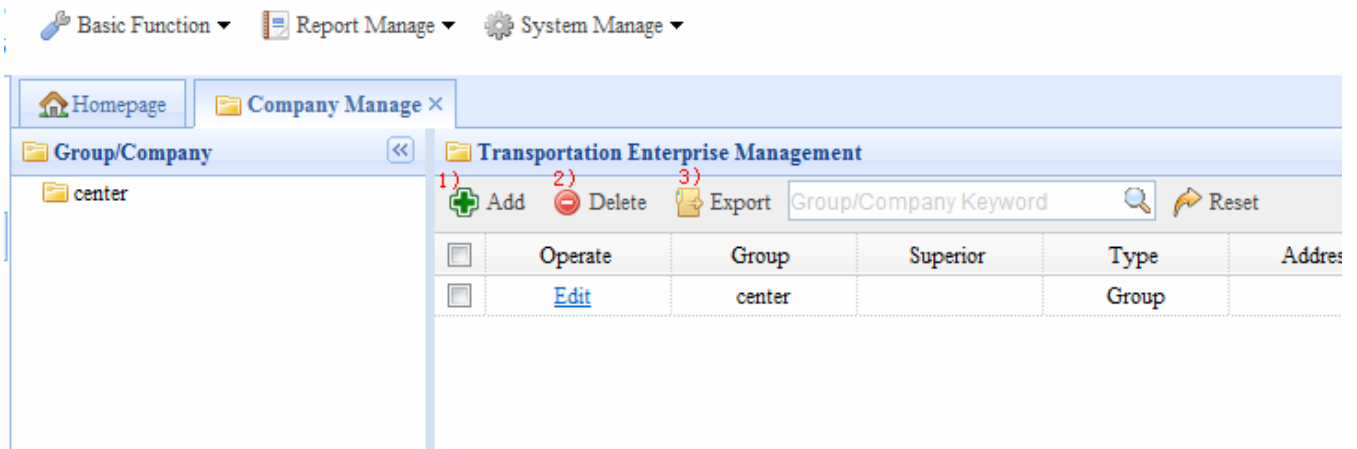 Basic Function Report Manage System Manage
Homepage Company Manage ×
Group/Company Transportation Enterprise Management
center
1) 2) 3)
Add Delete Export Group/Company Keyword Reset
Operate Group Superior Type Addres
Edit center Group